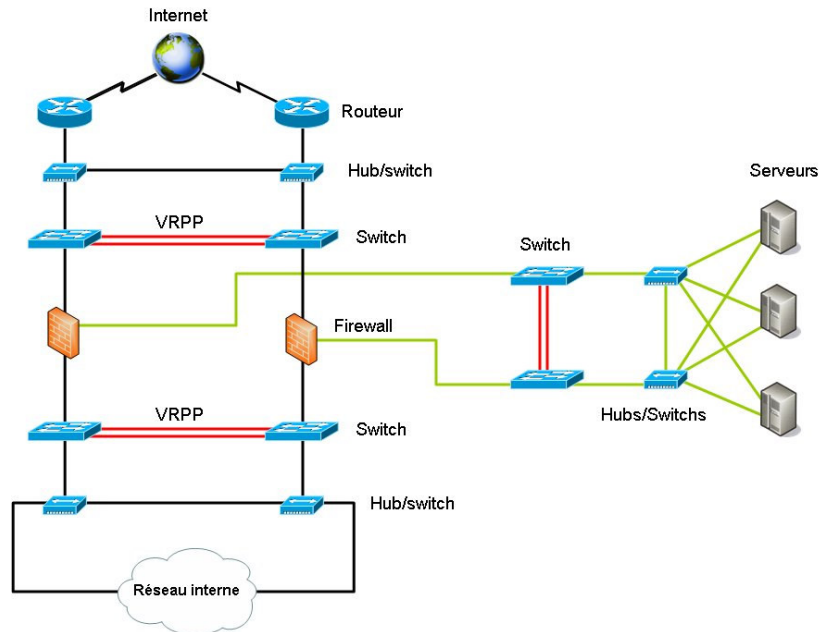 Internet
Routeur
Hub/switch
Serveurs
VRPP
Switch
Switch
Firewall
VRPP
Switch
Hubs/Switchs
Hub/switch
Réseau interne